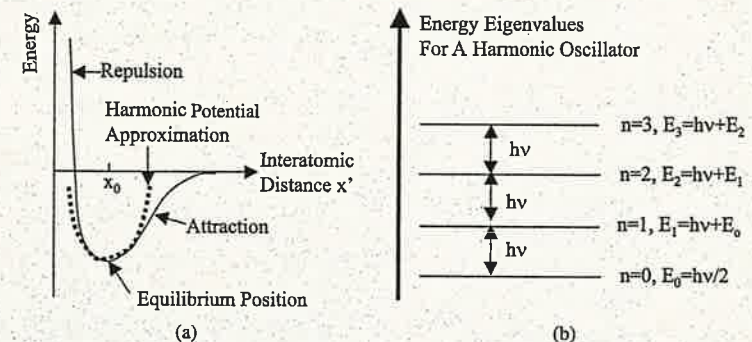 Energy
Repulsion
Harmonic Potential
Approximation
x₀
Interatomic
Distance x'
Attraction
Equilibrium Position
(a)
Energy Eigenvalues
For A Harmonic Oscillator
n=3, E₃=hν+E₂
hν
n=2, E₂=hν+E₁
hν
n=1, E₁=hν+Eₒ
hν
n=0, E₀=hν/2
(b)